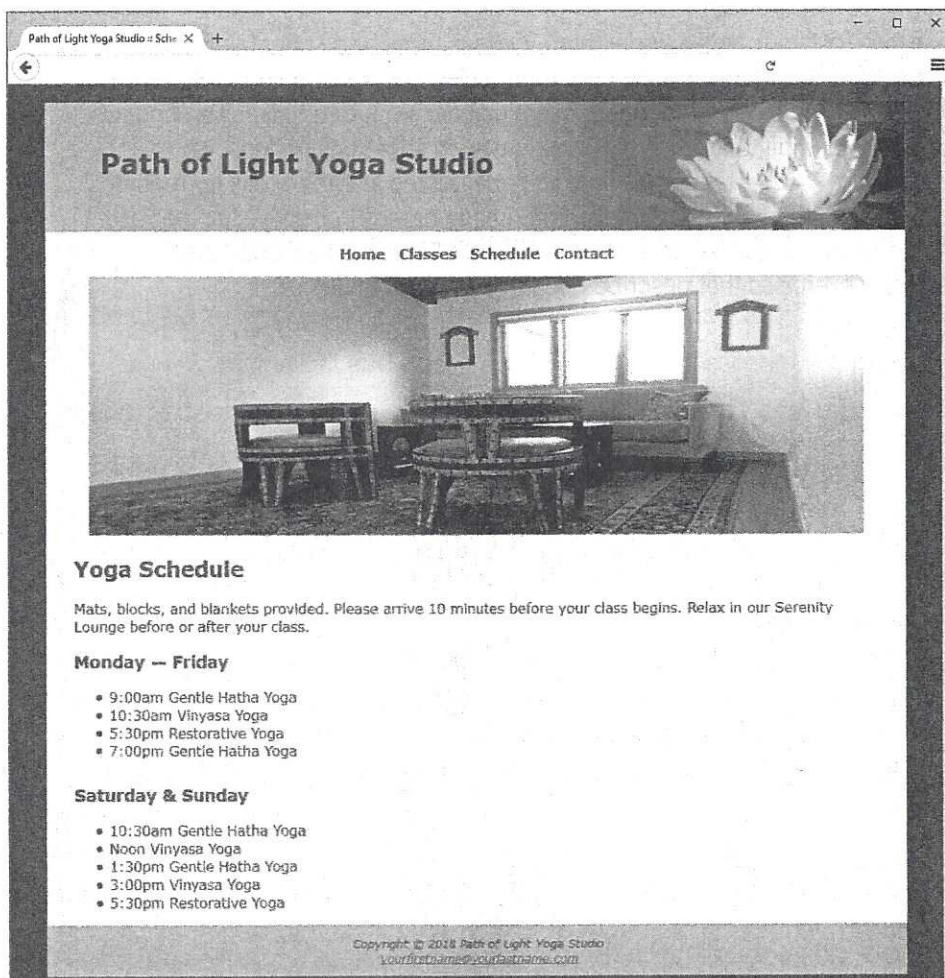 Path of Light Yoga Studio :: Sche
Path of Light Yoga Studio
Home Classes Schedule Contact
Yoga Schedule
Mats, blocks, and blankets provided. Please arrive 10 minutes before your class begins. Relax in our Serenity
Lounge before or after your class.
Monday — Friday
• 9:00am Gentle Hatha Yoga
• 10:30am Vinyasa Yoga
• 5:30pm Restorative Yoga
• 7:00pm Gentle Hatha Yoga
Saturday & Sunday
• 10:30am Gentle Hatha Yoga
• Noon Vinyasa Yoga
• 1:30pm Gentle Hatha Yoga
• 3:00pm Vinyasa Yoga
• 5:30pm Restorative Yoga
Copyright © 2018 Path of Light Yoga Studio
yourfirstname@yourlastname.com